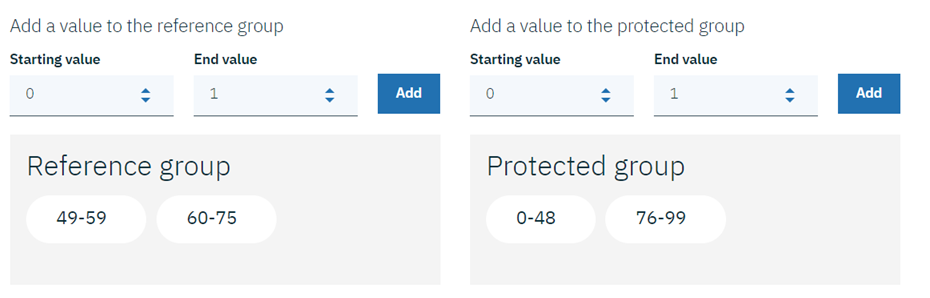 Add a value to the reference group
Starting value
End value
0
1
Add
Reference group
49-59
60-75
Add a value to the protected group
Starting value
End value
0
1
Add
Protected group
0-48
76-99